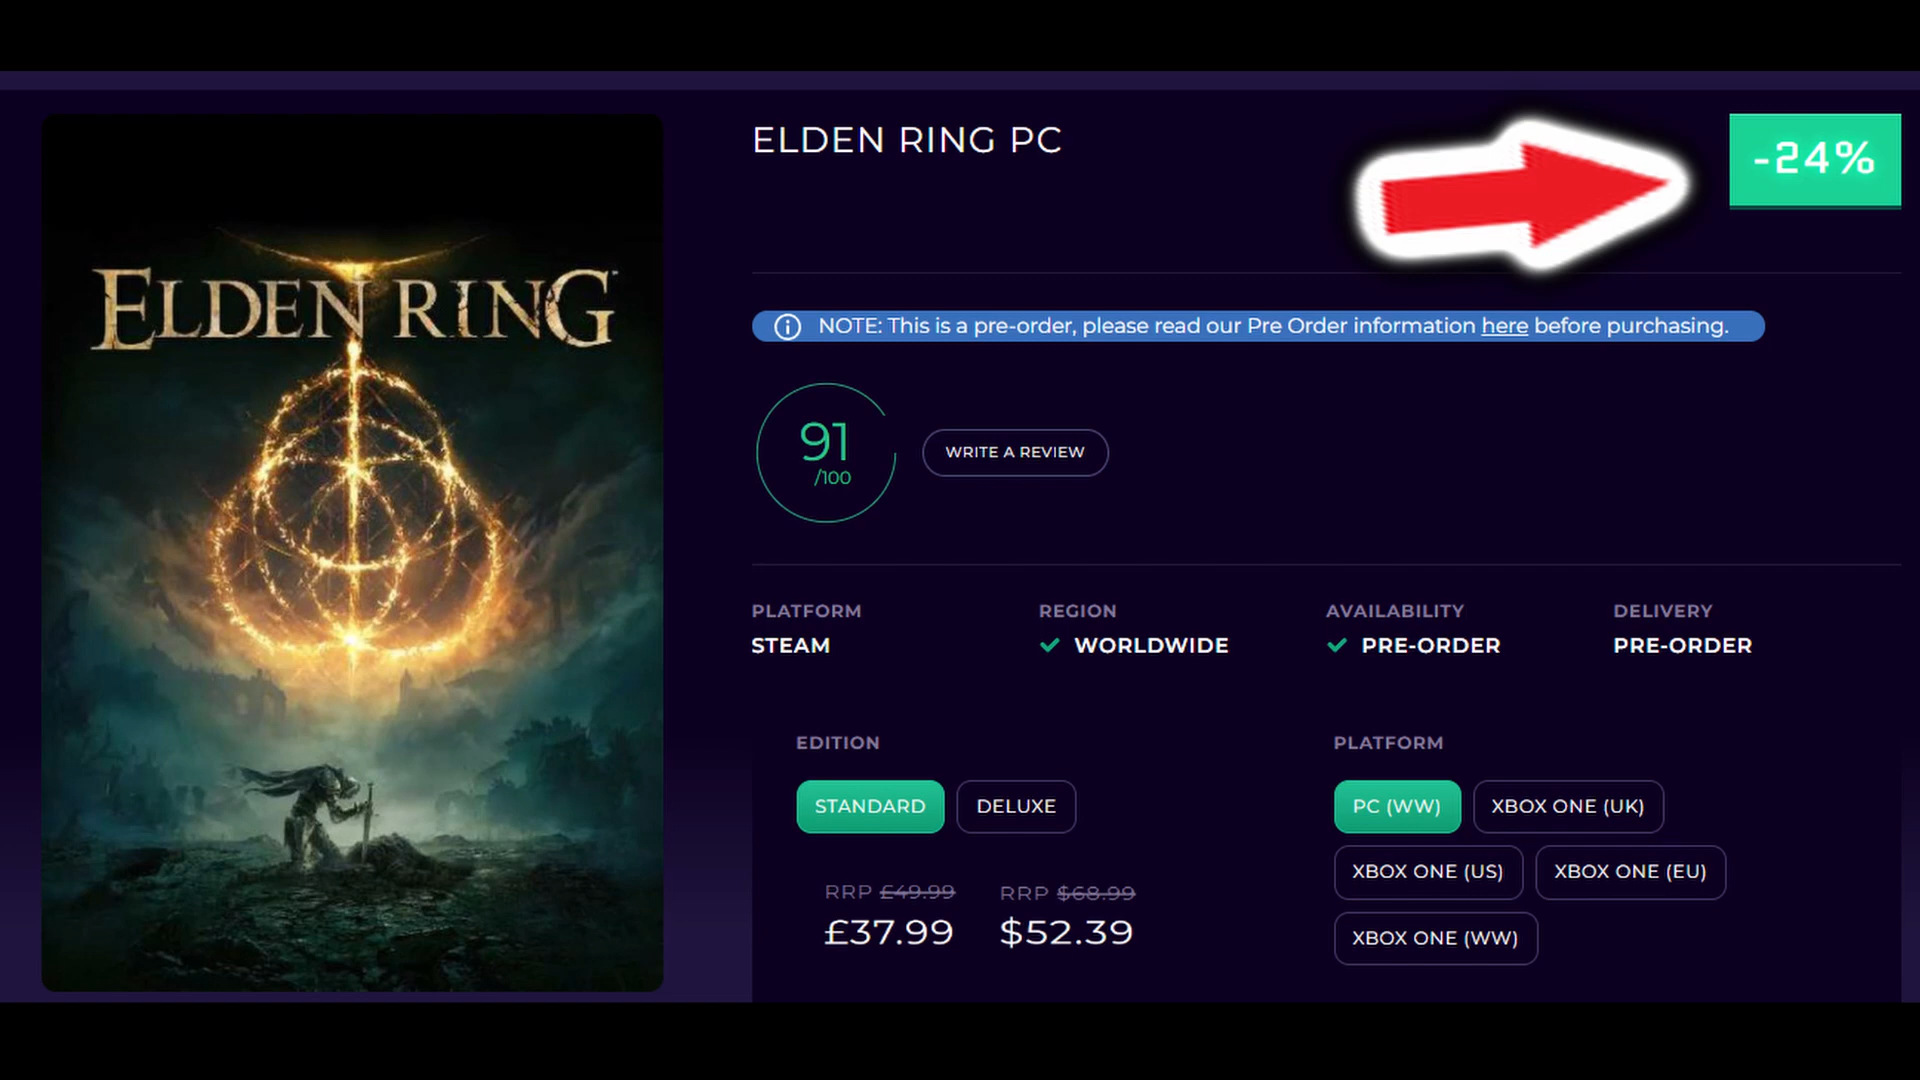 ELDEN RING
ELDEN RING PC
-24%
NOTE: This is a pre-order, please read our Pre Order information here before purchasing.
91
/100
WRITE A REVIEW
PLATFORM
STEAM
REGION
WORLDWIDE
AVAILABILITY
PRE-ORDER
DELIVERY
PRE-ORDER
EDITION
STANDARD DELUXE
RRP £49.99 RRP $68.99
£37.99 $52.39
PLATFORM
PC (WW) XBOX ONE (UK)
XBOX ONE (US) XBOX ONE (EU)
XBOX ONE (WW)